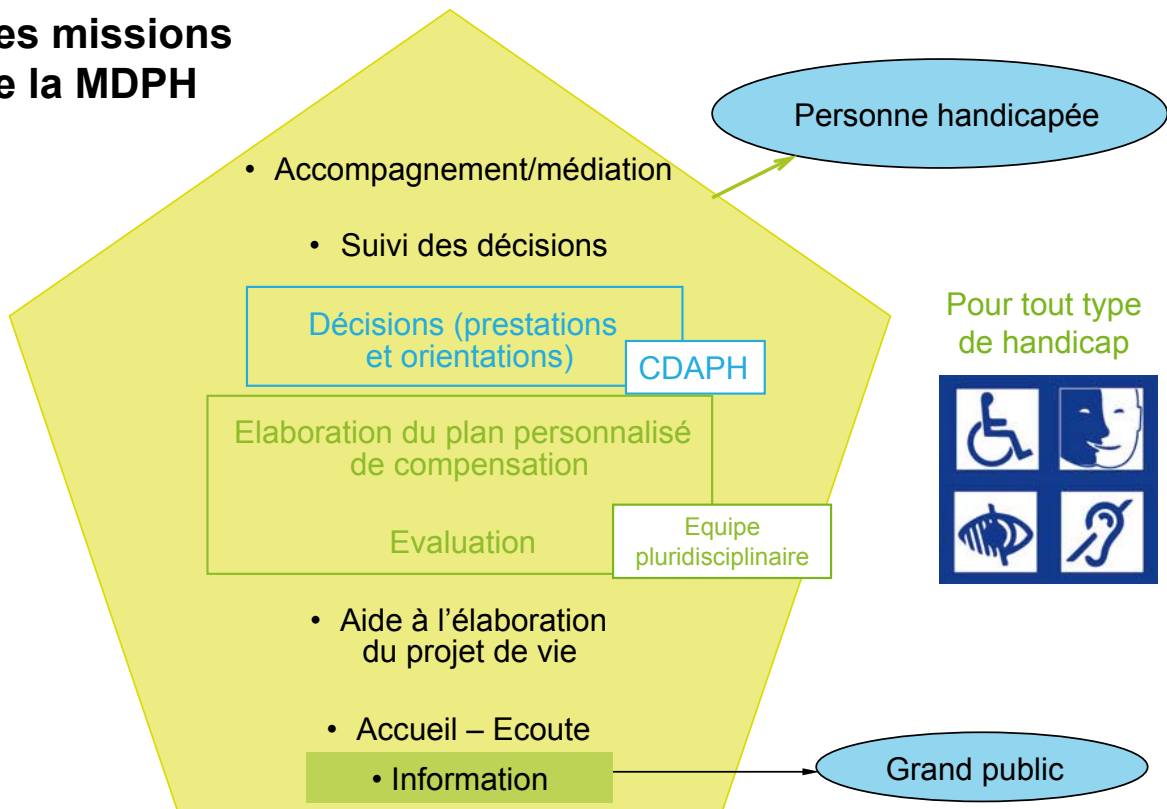 es missions
e la MDPH
Personne handicapée
• Accompagnement/médiation
• Suivi des décisions
Décisions (prestations
et orientations)
CDAPH
Pour tout type
de handicap
Elaboration du plan personnalisé
de compensation
Evaluation
Equipe
pluridisciplinaire
• Aide à l’élaboration
du projet de vie
• Accueil – Ecoute
• Information
Grand public